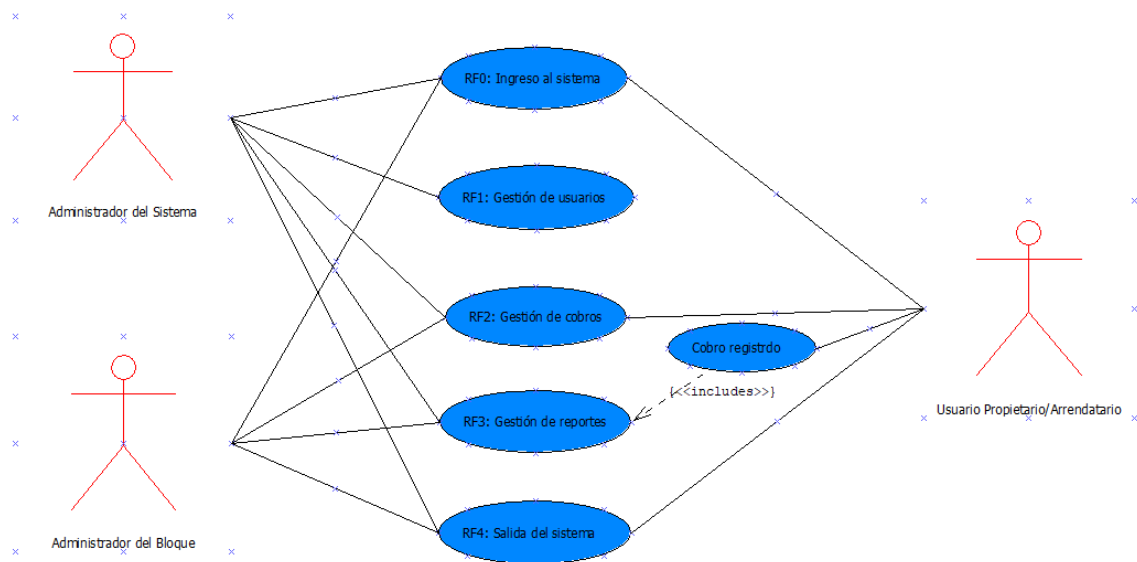 RF0: Ingreso al sistema
RF1: Gestión de usuarios
Administrador del Sistema
RF2: Gestión de cobros
Cobro registrdo
{<<includes>>}
Usuario Propietario/Arrendatario
RF3: Gestión de reportes
RF4: Salida del sistema
Administrador del Bloque